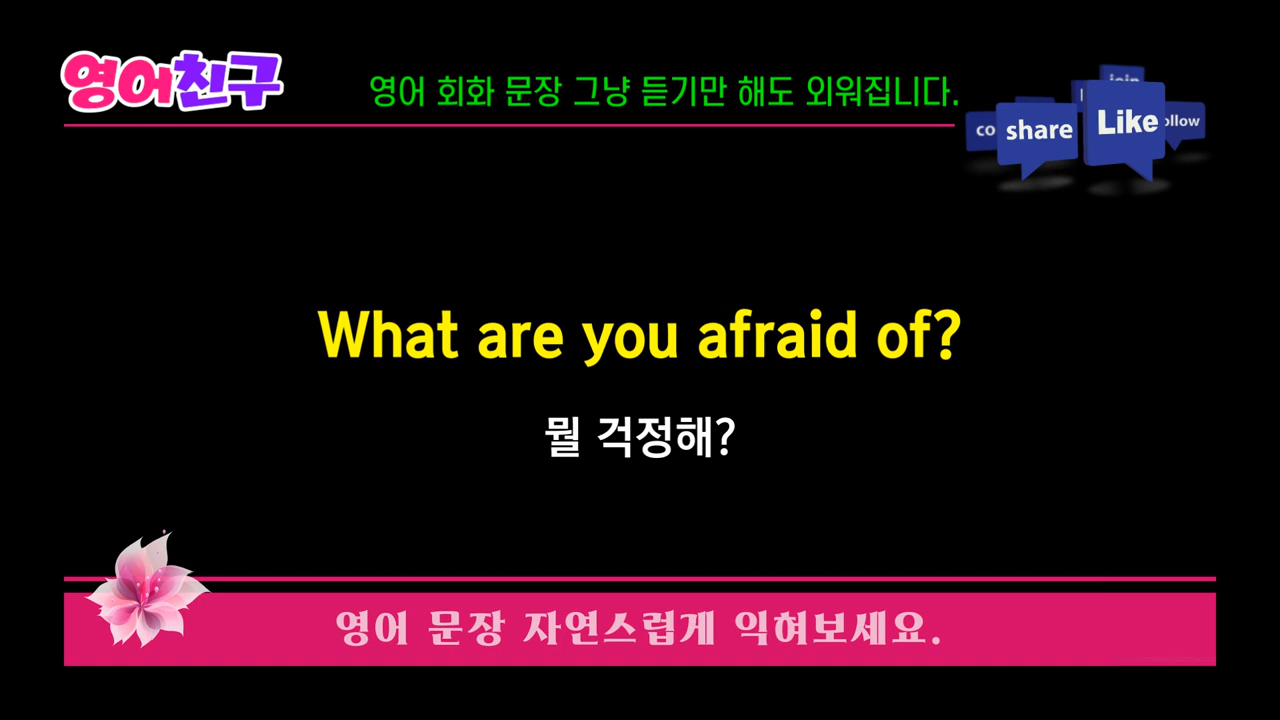 영어친구
영어 회화 문장 그냥 듣기만 해도 외워집니다.
join
share
Like
What are you afraid of?
뭘 걱정해?
영어 문장 자연스럽게 익혀보세요.